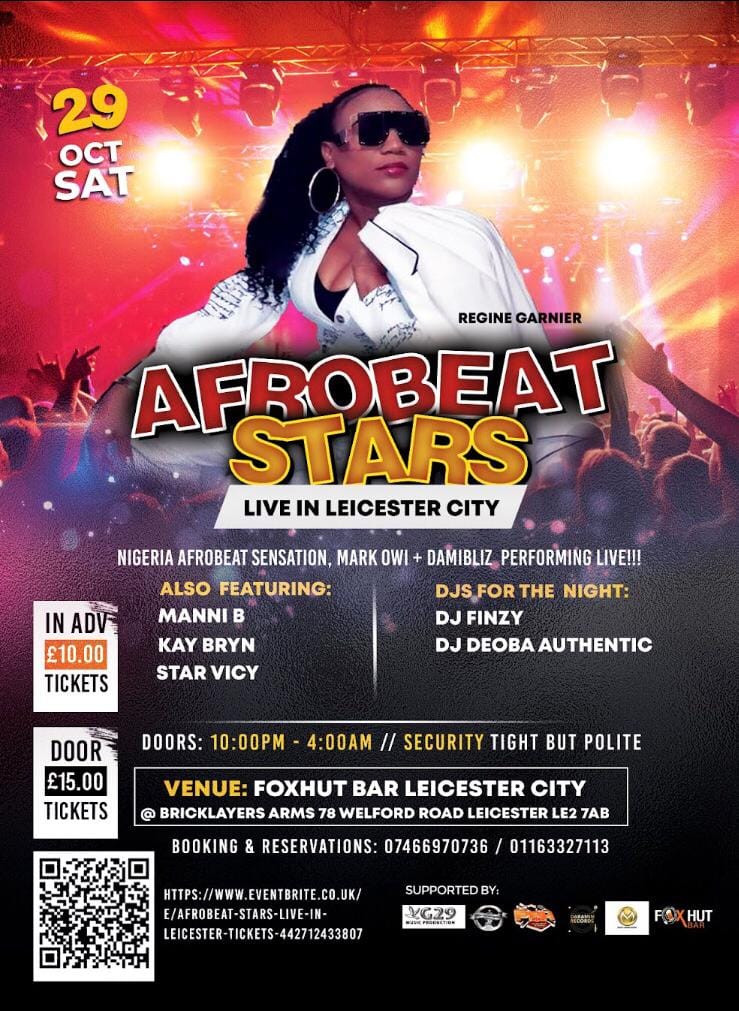 29
OCT
SAT
REGINE GARNIER
AFROBEAT
STARS
LIVE IN LEICESTER CITY
NIGERIA AFROBEAT SENSATION, MARK OWI + DAMIBLIZ PERFORMING LIVE!!!
ALSO FEATURING:
MANNI B
KAY BRYN
STAR VICY
DJS FOR THE NIGHT:
DJ FINZY
DJ DEOBA AUTHENTIC
IN ADV
£10.00
TICKETS
DOOR
£15.00
TICKETS
DOORS: 10:00PM - 4:00AM // SECURITY TIGHT BUT POLITE
VENUE: FOXHUT BAR LEICESTER CITY
@ BRICKLAYERS ARMS 78 WELFORD ROAD LEICESTER LE2 7AB
BOOKING & RESERVATIONS: 07466970736 / 01163327113
HTTPS://WWW.EVENTBRITE.CO.UK/
E/AFROBEAT-STARS-LIVE-IN-
LEICESTER-TICKETS-442712433807
SUPPORTED BY:
YG29
MUSIC PRODUCTION
RECORDS
FOX HUT
BAR